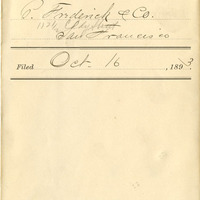 P. Frederick & Co.
San Francisco
Filed Oct. 16, 1893.